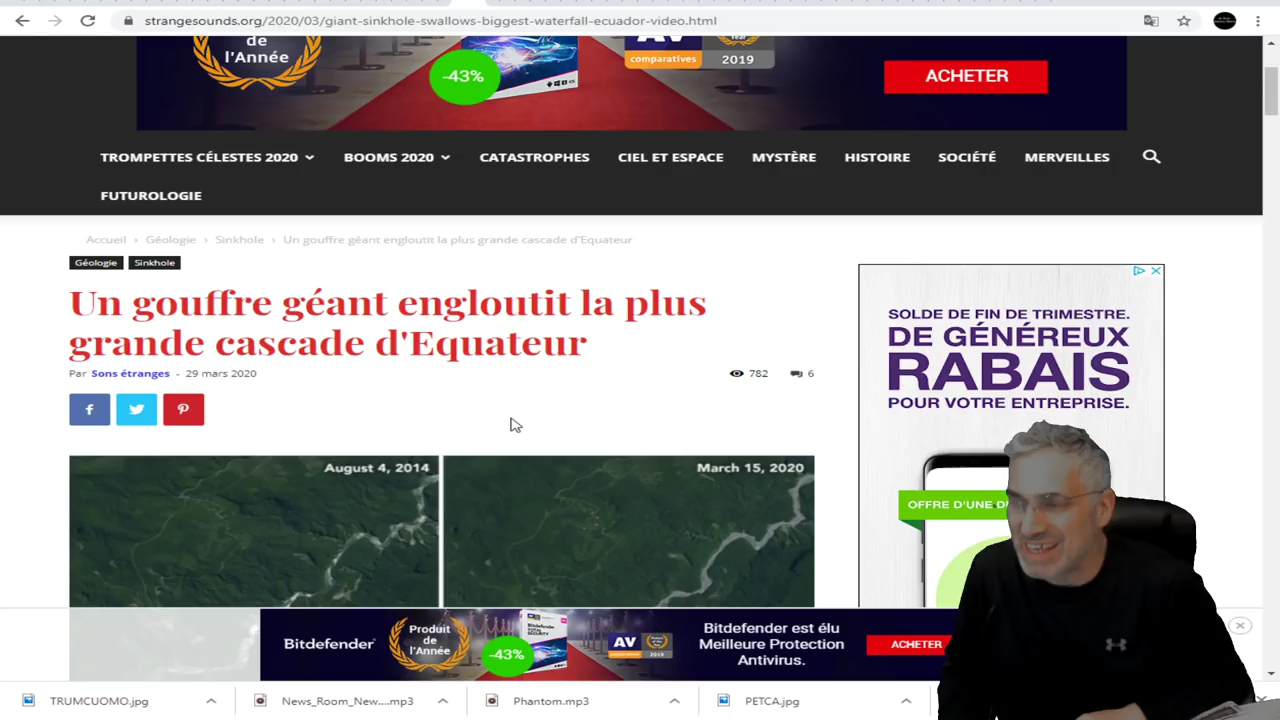 strangesounds.org/2020/03/giant-sinkhole-swallows-biggest-waterfall-ecuador-video.html
de
l'Année
-43%
AV
comparatives
2019
ACHETER
TROMPETTES CÉLESTES 2020
BOOMS 2020
CATASTROPHES
CIEL ET ESPACE
MYSTÈRE
HISTOIRE
SOCIÉTÉ
MERVEILLES
FUTUROLOGIE
Accueil › Géologie › Sinkhole › Un gouffre géant engloutit la plus grande cascade d'Equateur
Géologie
Sinkhole
Un gouffre géant engloutit la plus
grande cascade d'Equateur
Par Sons étranges - 29 mars 2020
782
6
August 4, 2014
March 15, 2020
SOLDE DE FIN DE TRIMESTRE.
DE GÉNÉREUX
RABAIS
POUR VOTRE ENTREPRISE.
OFFRE D'UNE
Bitdefender
Produit
de
l'Année
-43%
AV
2019
Bitdefender est élu
Meilleure Protection
Antivirus.
ACHETER
TRUMCUOMO.jpg
News_Room_New....mp3
Phantom.mp3
PETCA.jpg